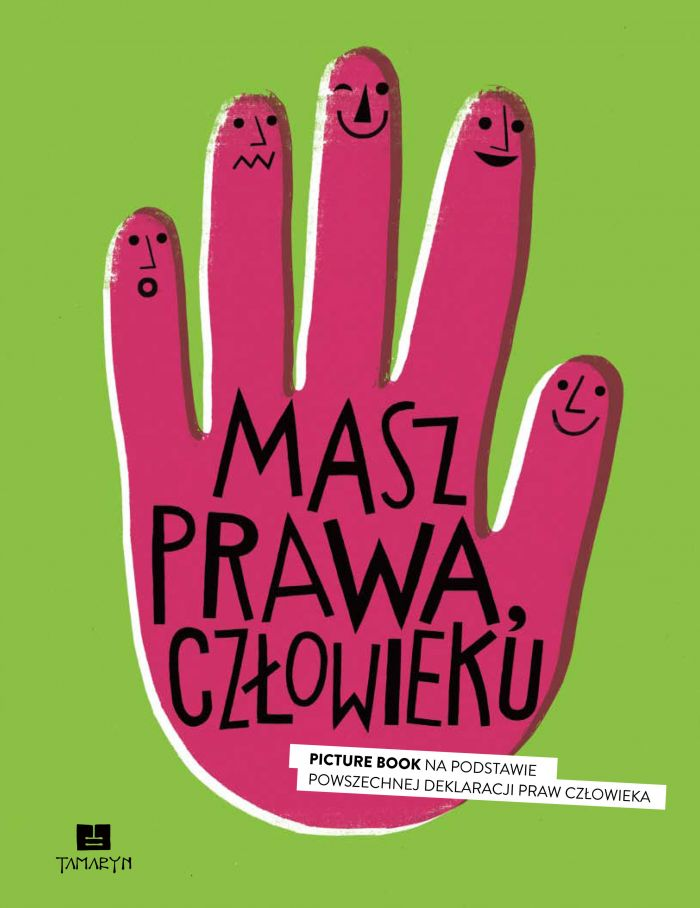 MASZ
PRAWA,
CZŁOWIEKU
PICTURE BOOK NA PODSTAWIE
POWSZECHNEJ DEKLARACJI PRAW CZŁOWIEKA
TAMARYN